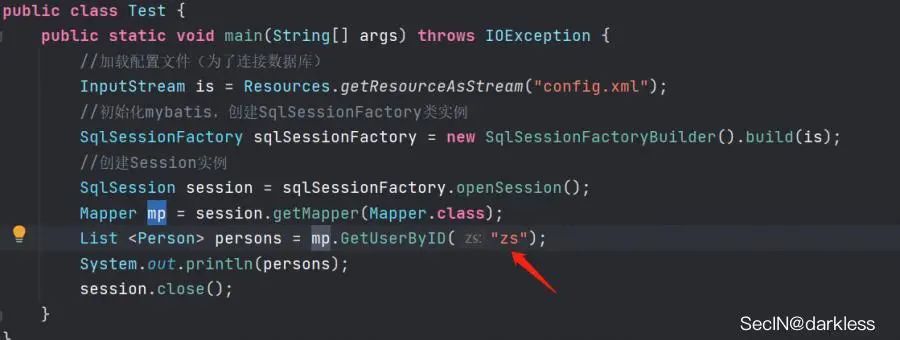 public class Test {
public static void main(String[] args) throws IOException {
//加载配置文件（为了连接数据库）
InputStream is = Resources.getResourceAsStream("config.xml");
//初始化mybatis，创建SqlSessionFactory类实例
SqlSessionFactory sqlSessionFactory = new SqlSessionFactoryBuilder().build(is);
//创建Session实例
SqlSession session = sqlSessionFactory.openSession();
Mapper mp = session.getMapper(Mapper.class);
List <Person> persons = mp.GetUserByID( zs: "zs");
System.out.println(persons);
session.close();
}
}
SecIN@darkless